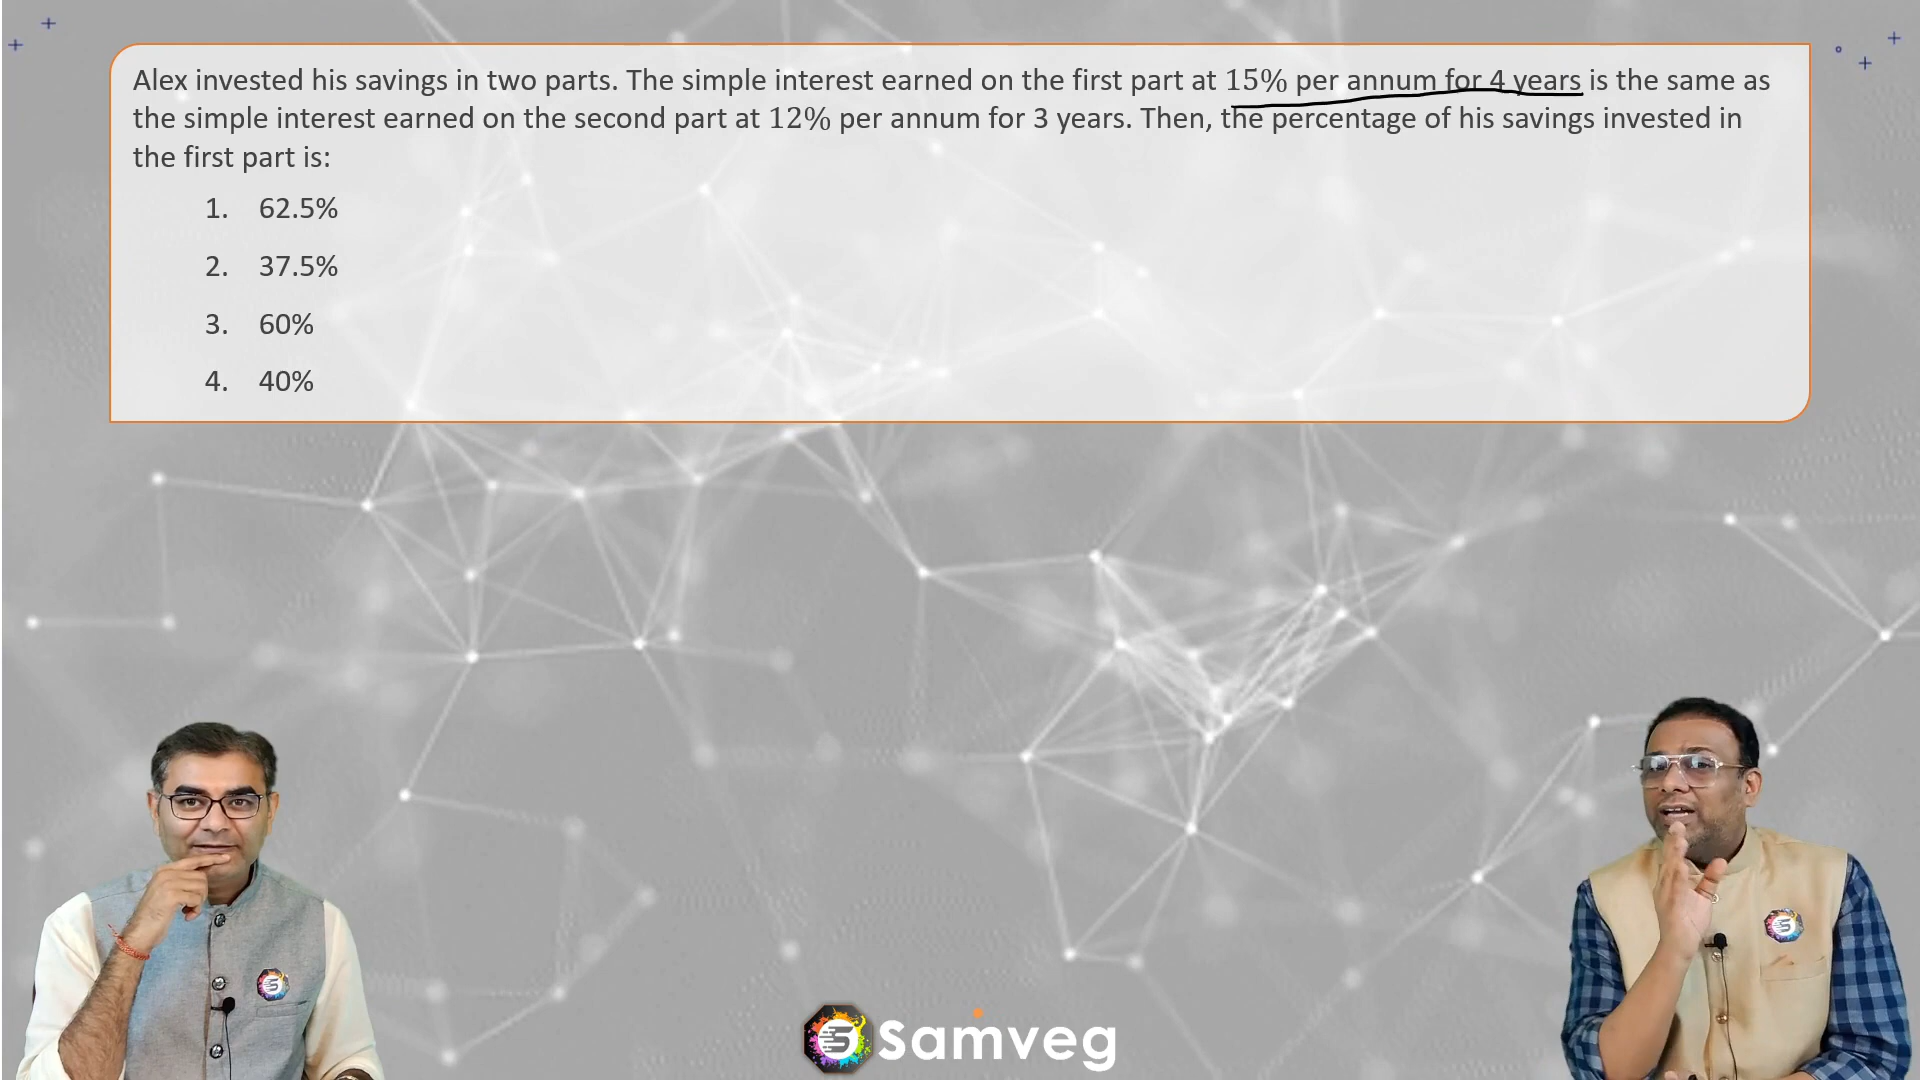 Alex invested his savings in two parts. The simple interest earned on the first part at 15% per annum for 4 years is the same as
the simple interest earned on the second part at 12% per annum for 3 years. Then, the percentage of his savings invested in
the first part is:
1. 62.5%
2. 37.5%
3. 60%
4. 40%
Samveg